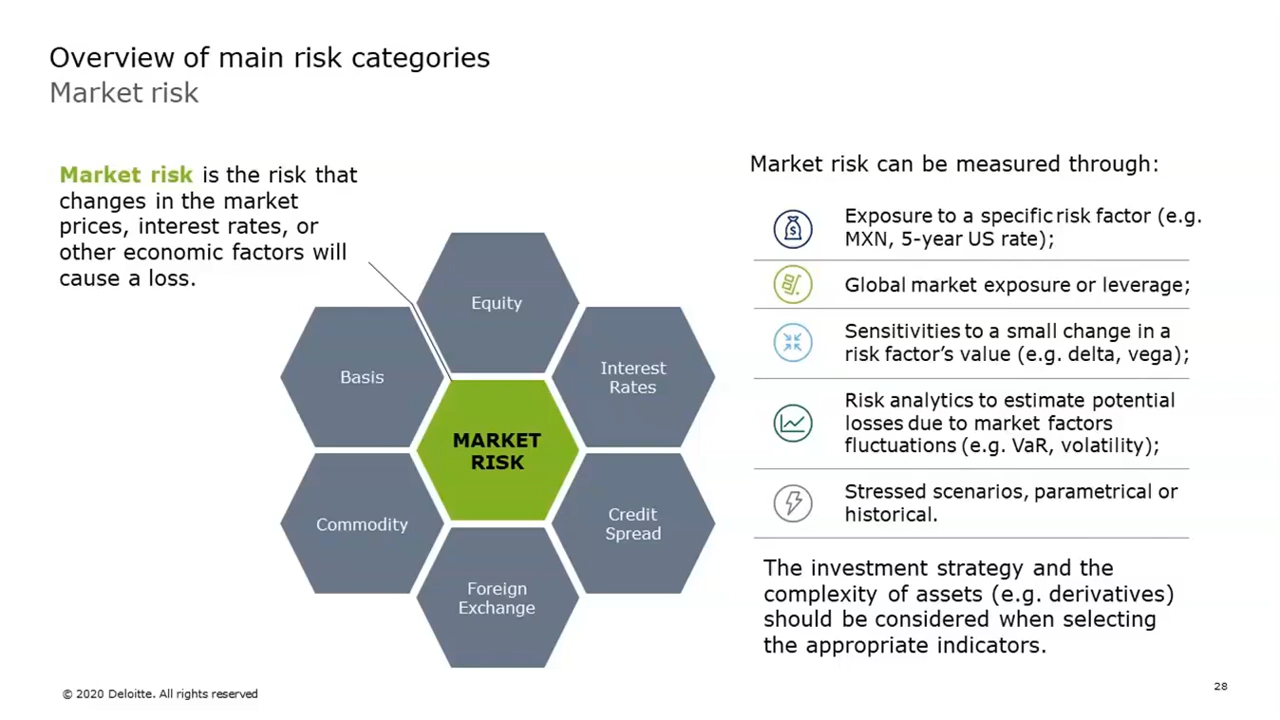 Overview of main risk categories
Market risk
Market risk is the risk that
changes in the market
prices, interest rates, or
other economic factors will
cause a loss.
Equity
Basis
Interest
Rates
MARKET
RISK
Commodity
Credit
Spread
Foreign
Exchange
Market risk can be measured through:
Exposure to a specific risk factor (e.g.
MXN, 5-year US rate);
Global market exposure or leverage;
Sensitivities to a small change in a
risk factor's value (e.g. delta, vega);
Risk analytics to estimate potential
losses due to market factors
fluctuations (e.g. VaR, volatility);
Stressed scenarios, parametrical or
historical.
The investment strategy and the
complexity of assets (e.g. derivatives)
should be considered when selecting
the appropriate indicators.
© 2020 Deloitte. All rights reserved
28